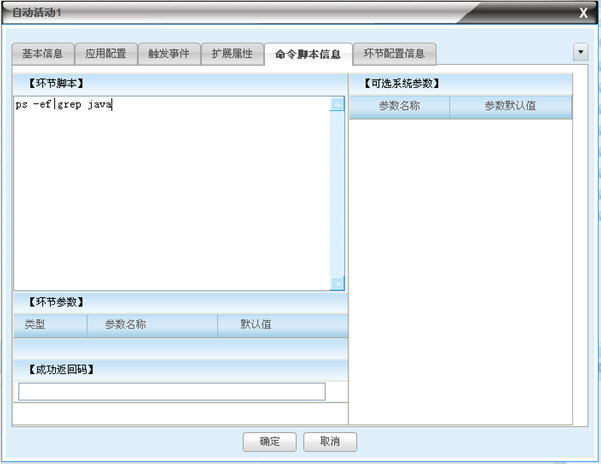 自动活动1
X
基本信息 应用配置 触发事件 扩展属性 命令脚本信息 环节配置信息
【环节脚本】
ps -ef|grep java
【环节参数】
类型 参数名称 默认值
【成功返回码】
【可选系统参数】
参数名称 参数默认值
确定 取消